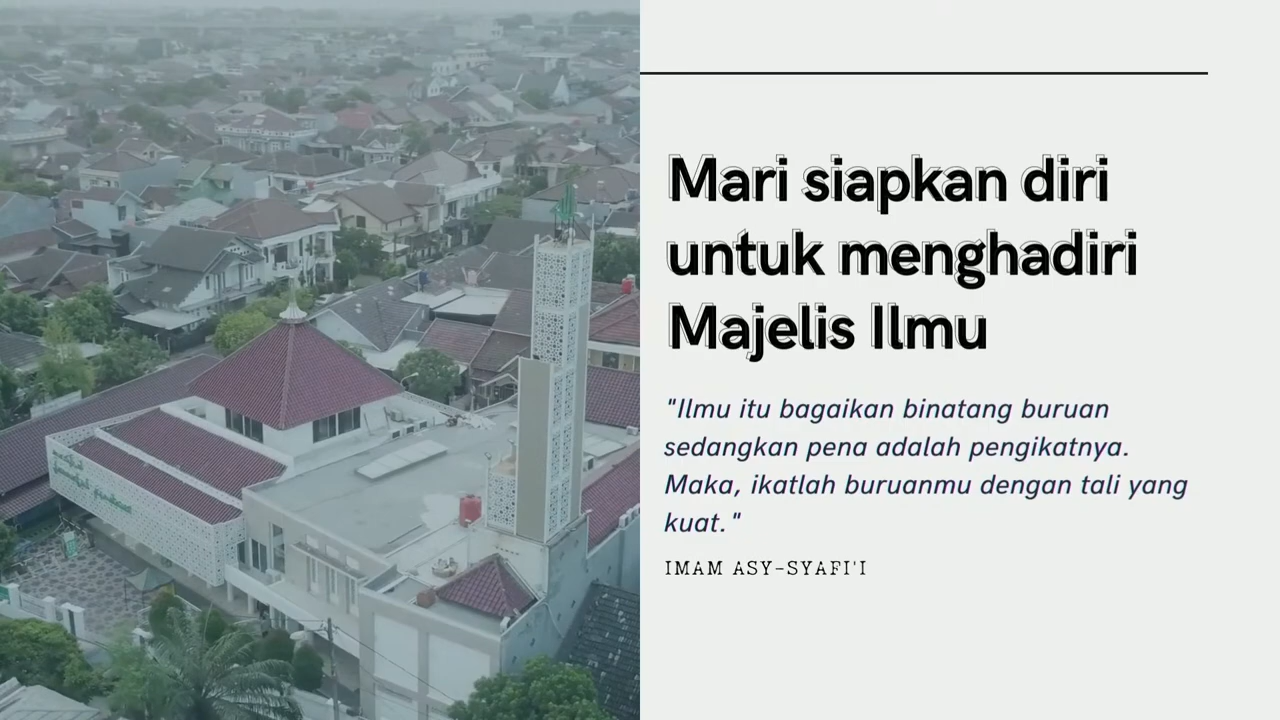 Mari siapkan diri
untuk menghadiri
Majelis Ilmu
"Ilmu itu bagaikan binatang buruan
sedangkan pena adalah pengikatnya.
Maka, ikatlah buruanmu dengan tali yang
kuat."
IMAM ASY-SYAFI'I